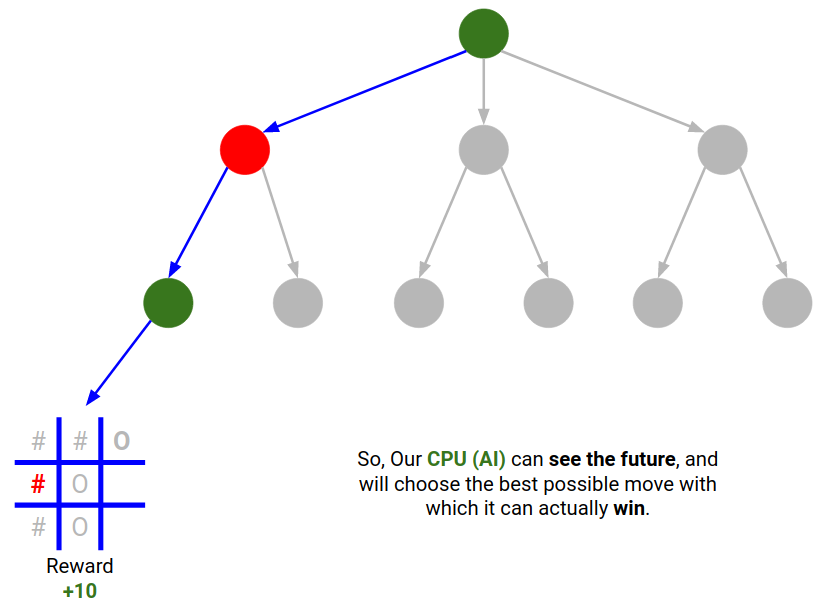 # # O
# O
# O
Reward
+10
So, Our CPU (AI) can see the future, and
will choose the best possible move with
which it can actually win.